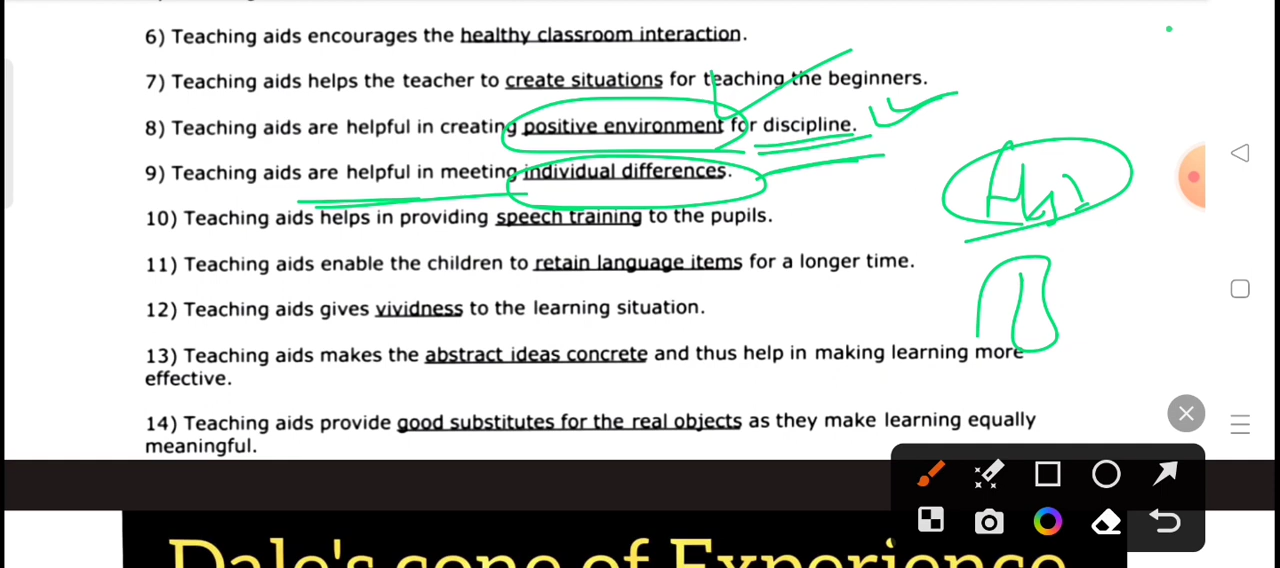 6) Teaching aids encourages the healthy classroom interaction.
7) Teaching aids helps the teacher to create situations for teaching the beginners.
8) Teaching aids are helpful in creating positive environment for discipline.
9) Teaching aids are helpful in meeting individual differences.
10) Teaching aids helps in providing speech training to the pupils.
11) Teaching aids enable the children to retain language items for a longer time.
12) Teaching aids gives vividness to the learning situation.
13) Teaching aids makes the abstract ideas concrete and thus help in making learning more
effective.
14) Teaching aids provide good substitutes for the real objects as they make learning equally
meaningful.
Dale's cone of Experience